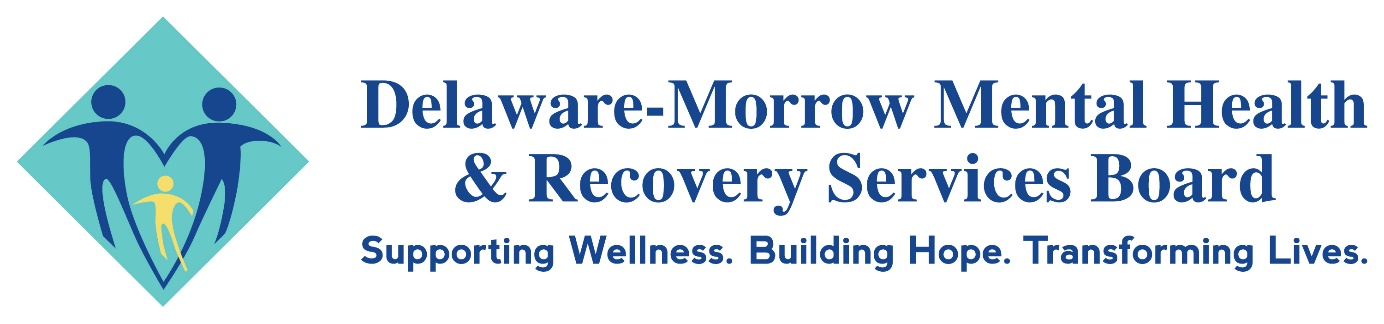 Delaware-Morrow Mental Health
& Recovery Services Board
Supporting Wellness. Building Hope. Transforming Lives.